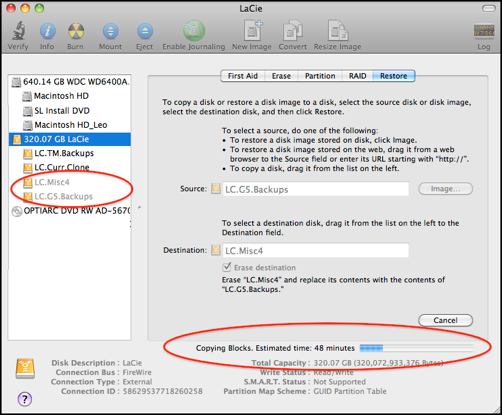 LaCie
Verify Info Burn Mount Eject Enable Journaling New Image Convert Resize Image Log
640.14 GB WDC WD6400A...
Macintosh HD
SL Install DVD
Macintosh HD_Leo
320.07 GB LaCie
LC.TM.Backups
LC.Curr.Clone
LC.Misc4
LC.G5.Backups
OPTIARC DVD RW AD-5670
First Aid Erase Partition RAID Restore
To copy a disk or restore a disk image to a disk, select the source disk or disk image,
select the destination disk, and then click Restore.
To select a source, do one of the following:
• To restore a disk image stored on disk, click Image.
• To restore a disk image stored on the web, drag it from a web
browser to the Source field or enter its URL starting with "http://".
• To copy a disk, drag it from the list on the left.
Source: LC.G5.Backups Image...
To select a destination disk, drag it from the list on the left to the
Destination field.
Destination: LC.Misc4
Erase destination
Erase "LC.Misc4" and replace its contents with the contents of
"LC.G5.Backups."
Cancel
Copying Blocks. Estimated time: 48 minutes
Disk Description : LaCie
Connection Bus : FireWire
Connection Type : External
Connection ID : 58629537718260258
Total Capacity : 320.07 GB (320,072,933,376 Bytes)
Write Status : Read/Write
S.M.A.R.T. Status : Not Supported
Partition Map Scheme : GUID Partition Table
?